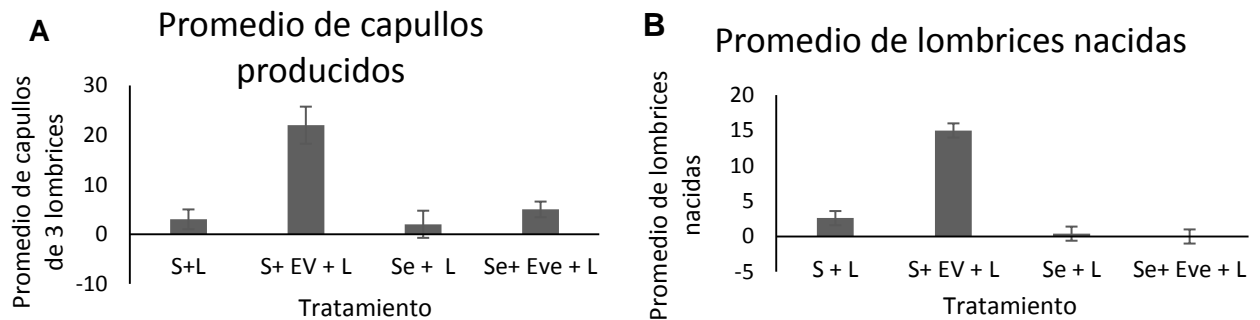 A
Promedio de capullos
producidos
Promedio de capullos
de 3 lombrices
30
20
10
0
-10
S+L
S+ EV + L
Se + L
Se+ Eve + L
Tratamiento
B
Promedio de lombrices nacidas
Promedio de lombrices
nacidas
20
15
10
5
0
-5
S + L
S+ EV + L
Se + L
Se+ Eve + L
Tratamiento